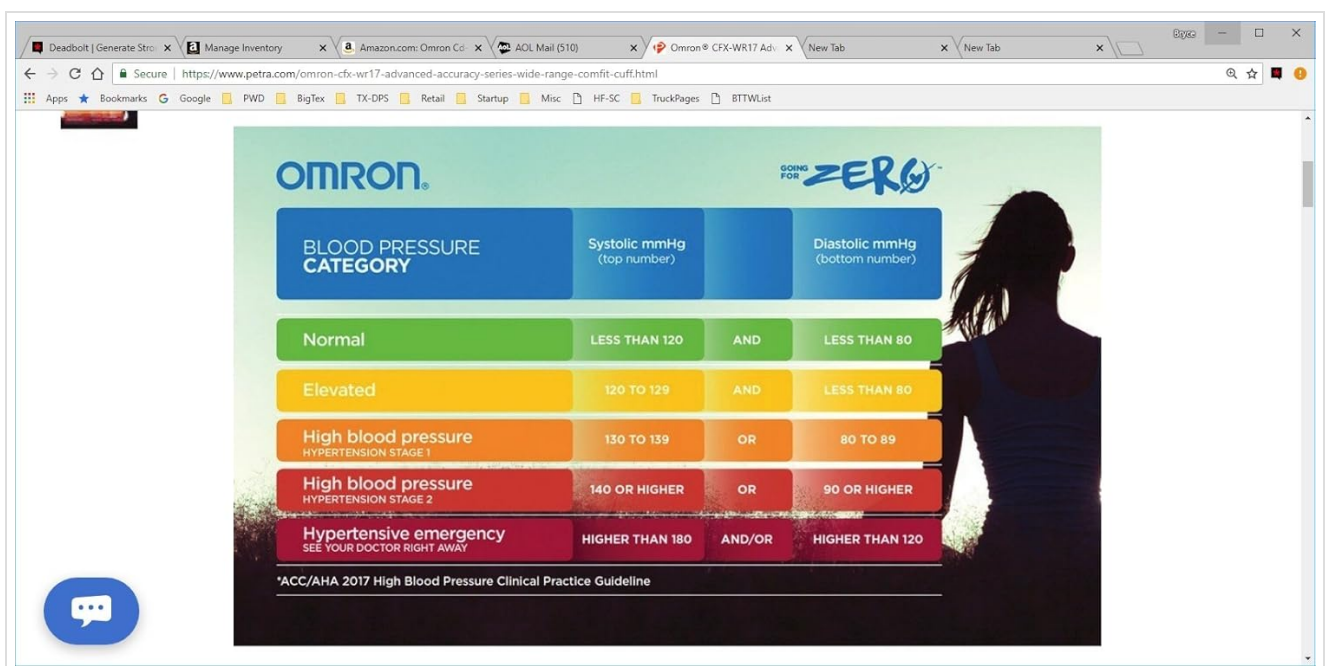 Deadbolt | Generate Stro
Manage Inventory
Amazon.com: Omron Cd-
AOL Mail (510)
Omron® CFX-WR17 Adv
New Tab
New Tab
Bryce
Secure | https://www.petra.com/omron-cfx-wr17-advanced-accuracy-series-wide-range-comfit-cuff.html
Apps Bookmarks Google PWD BigTex TX-DPS Retail Startup Misc HF-SC TruckPages BTTWList
OMRON®
GOING FOR ZERO™
BLOOD PRESSURE
CATEGORY
Systolic mmHg
(top number)
Diastolic mmHg
(bottom number)
Normal LESS THAN 120 AND LESS THAN 80
Elevated 120 TO 129 AND LESS THAN 80
High blood pressure 130 TO 139 OR 80 TO 89
HYPERTENSION STAGE 1
High blood pressure 140 OR HIGHER OR 90 OR HIGHER
HYPERTENSION STAGE 2
Hypertensive emergency HIGHER THAN 180 AND/OR HIGHER THAN 120
SEE YOUR DOCTOR RIGHT AWAY
*ACC/AHA 2017 High Blood Pressure Clinical Practice Guideline